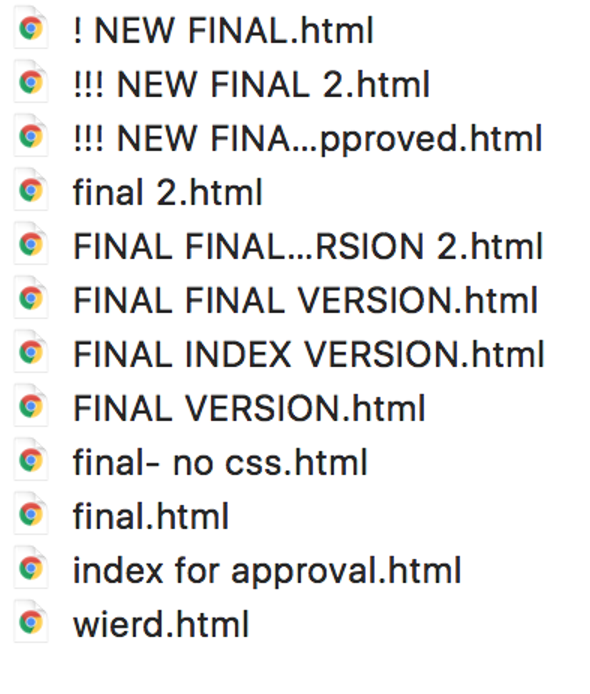 ! NEW FINAL.html
!!! NEW FINAL 2.html
!!! NEW FINA...pproved.html
final 2.html
FINAL FINAL...RSION 2.html
FINAL FINAL VERSION.html
FINAL INDEX VERSION.html
FINAL VERSION.html
final- no css.html
final.html
index for approval.html
wierd.html